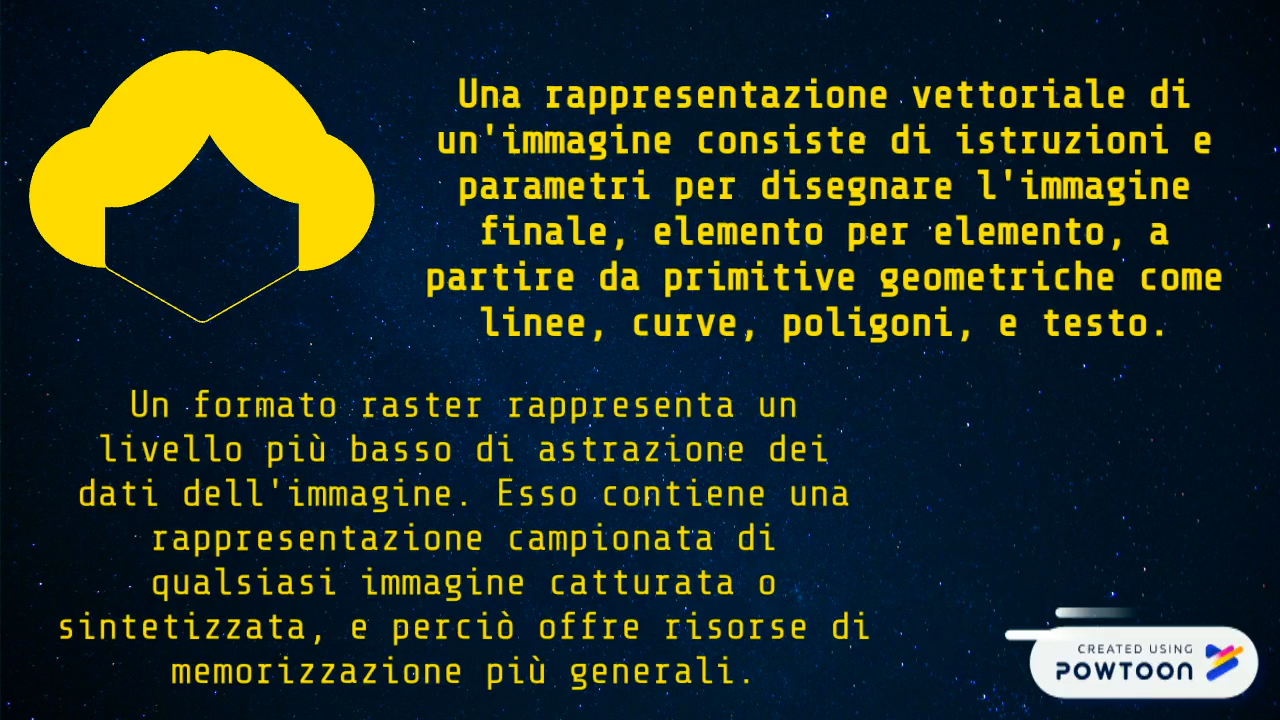 Una rappresentazione vettoriale di
un'immagine consiste di istruzioni e
parametri per disegnare l'immagine
finale, elemento per elemento, a
partire da primitive geometriche come
linee, curve, poligoni, e testo.
Un formato raster rappresenta un
livello più basso di astrazione dei
dati dell'immagine. Esso contiene una
rappresentazione campionata di
qualsiasi immagine catturata o
sintetizzata, e perciò offre risorse di
memorizzazione più generali.
CREATED USING
POWTOON